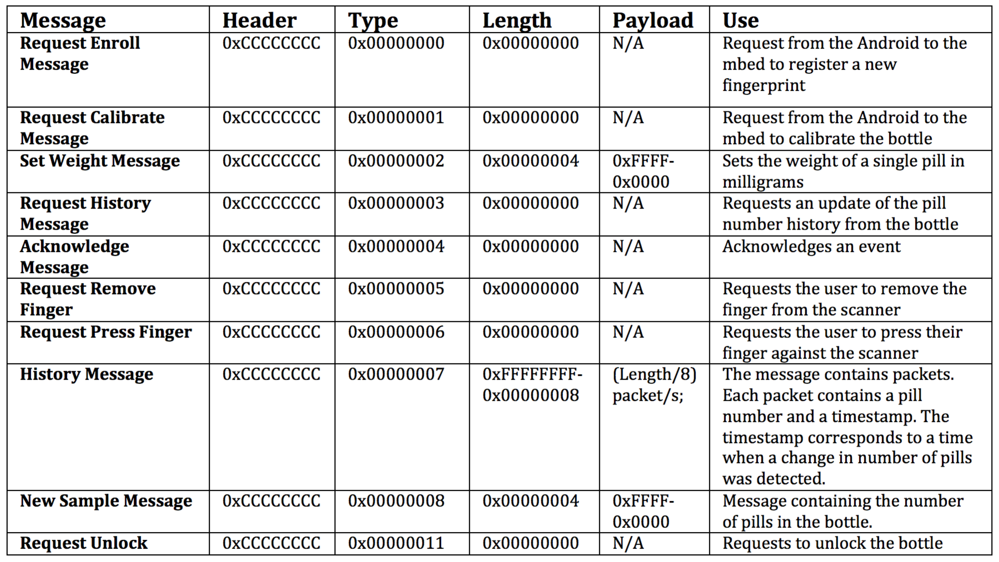 Message Header Type Length Payload Use
Request Enroll Message 0xCCCCCCCC 0x00000000 0x00000000 N/A Request from the Android to the mbed to register a new fingerprint
Request Calibrate Message 0xCCCCCCCC 0x00000001 0x00000000 N/A Request from the Android to the mbed to calibrate the bottle
Set Weight Message 0xCCCCCCCC 0x00000002 0x00000004 0xFFFF-0x0000 Sets the weight of a single pill in milligrams
Request History Message 0xCCCCCCCC 0x00000003 0x00000000 N/A Requests an update of the pill number history from the bottle
Acknowledge Message 0xCCCCCCCC 0x00000004 0x00000000 N/A Acknowledges an event
Request Remove Finger 0xCCCCCCCC 0x00000005 0x00000000 N/A Requests the user to remove the finger from the scanner
Request Press Finger 0xCCCCCCCC 0x00000006 0x00000000 N/A Requests the user to press their finger against the scanner
History Message 0xCCCCCCCC 0x00000007 0xFFFFFFFF-0x00000008 (Length/8) packet/s; The message contains packets. Each packet contains a pill number and a timestamp. The timestamp corresponds to a time when a change in number of pills was detected.
New Sample Message 0xCCCCCCCC 0x00000008 0x00000004 0xFFFF-0x0000 Message containing the number of pills in the bottle.
Request Unlock 0xCCCCCCCC 0x00000011 0x00000000 N/A Requests to unlock the bottle